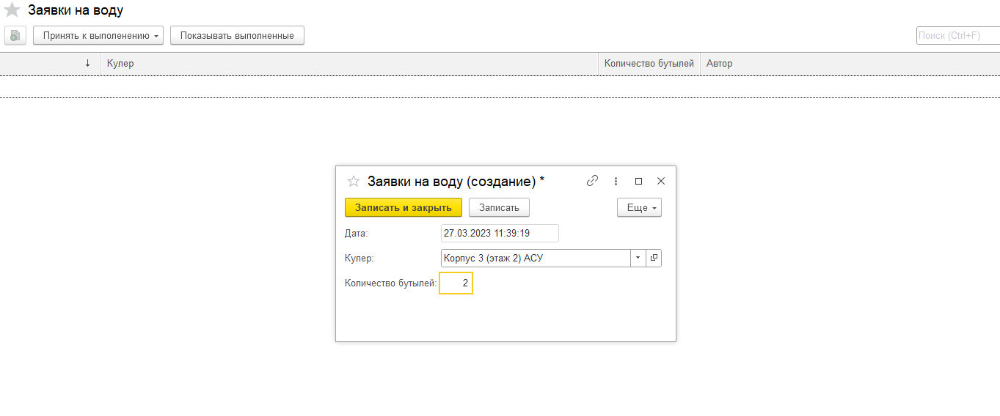 Заявки на воду
Принять к выполенению Показывать выполненные Поиск (Ctrl+F)
Кулер Количество бутылей Автор
Заявки на воду (создание) *
Записать и закрыть Записать Еще
Дата: 27.03.2023 11:39:19
Кулер: Корпус 3 (этаж 2) АСУ
Количество бутылей: 2